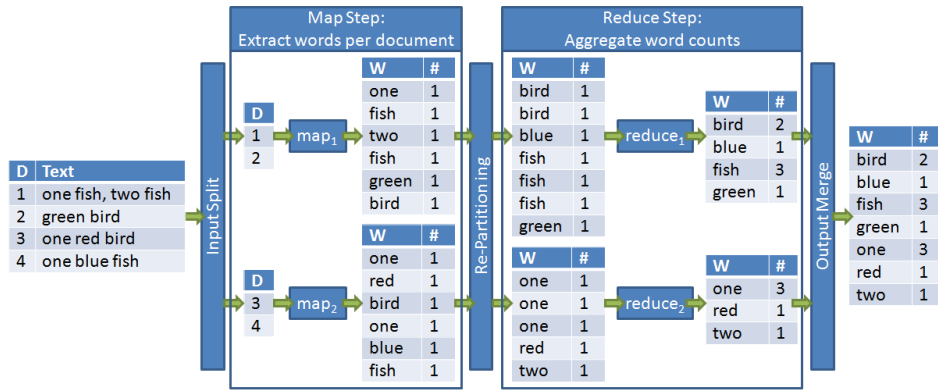 Map Step:
Extract words per document
Reduce Step:
Aggregate word counts
D Text
1 one fish, two fish
2 green bird
3 one red bird
4 one blue fish
Input Split
D
1
2
map1
W #
one 1
fish 1
two 1
fish 1
green 1
bird 1
D
3
4
map2
W #
one 1
red 1
bird 1
one 1
blue 1
fish 1
Re-Partitioning
W #
bird 1
bird 1
blue 1
fish 1
fish 1
fish 1
green 1
reduce1
W #
bird 2
blue 1
fish 3
green 1
W #
one 1
one 1
one 1
red 1
two 1
reduce2
W #
one 3
red 1
two 1
Output Merge
W #
bird 2
blue 1
fish 3
green 1
one 3
red 1
two 1